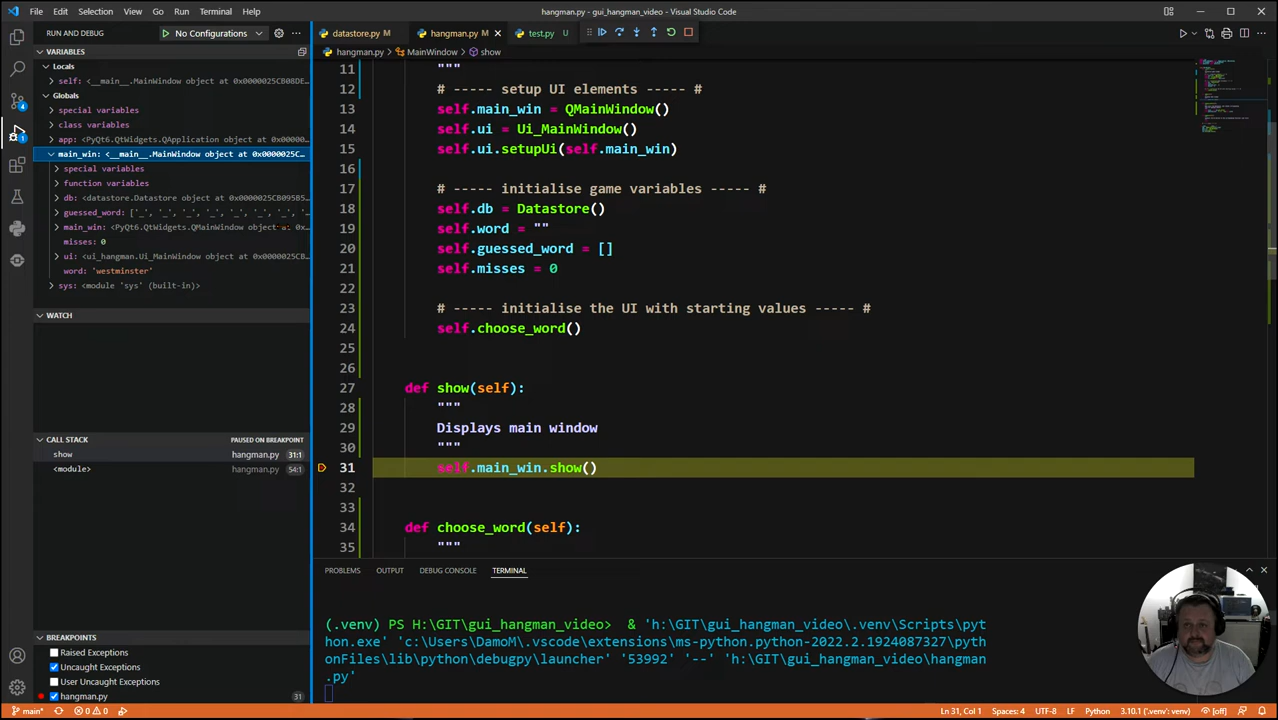 File Edit Selection View Go Run Terminal Help
hangman.py - gui_hangman_video - Visual Studio Code
RUN AND DEBUG No Configurations
datastore.py M hangman.py M test.py U
VARIABLES
hangman.py > MainWindow > show
Locals
self: <__main__.MainWindow object at 0x0000025CB08DE…
Globals
special variables
class variables
app: <PyQt6.QtWidgets.QApplication object at 0x0000…
main_win: <__main__.MainWindow object at 0x0000025C…
special variables
function variables
db: <datastore.Datastore object at 0x0000025CB095B5…
guessed_word: ['_', '_', '_', '_', '_', '_', '_', '_
main_win: <PyQt6.QtWidgets.QMainWindow object at 0x…
misses: 0
ui: <ui_hangman.Ui_MainWindow object at 0x0000025CB…
word: 'westminster'
sys: <module 'sys' (built-in)>
WATCH
CALL STACK PAUSED ON BREAKPOINT
show hangman.py 31:1
<module> hangman.py 54:1
BREAKPOINTS
Raised Exceptions
Uncaught Exceptions
User Uncaught Exceptions
hangman.py 31
11 """
12 # ----- setup UI elements ----- #
13 self.main_win = QMainWindow()
14 self.ui = Ui_MainWindow()
15 self.ui.setupUi(self.main_win)
16
17 # ----- initialise game variables ----- #
18 self.db = Datastore()
19 self.word = ""
20 self.guessed_word = []
21 self.misses = 0
22
23 # ----- initialise the UI with starting values ----- #
24 self.choose_word()
25
26
27 def show(self):
28 """
29 Displays main window
30 """
31 self.main_win.show()
32
33
34 def choose_word(self):
35 """
PROBLEMS OUTPUT DEBUG CONSOLE TERMINAL
(.venv) PS H:\GIT\gui_hangman_video> & 'h:\GIT\gui_hangman_video\.venv\Scripts\pyt
hon.exe' 'c:\Users\DamoM\.vscode\extensions\ms-python.python-2022.2.1924087327\pyth
onFiles\lib\python\debugpy\launcher' '53992' '--' 'h:\GIT\gui_hangman_video\hangman
.py'
main* 0 0 Ln 31, Col 1 Spaces: 4 UTF-8 LF Python 3.10.1 ('.venv': venv) [off]